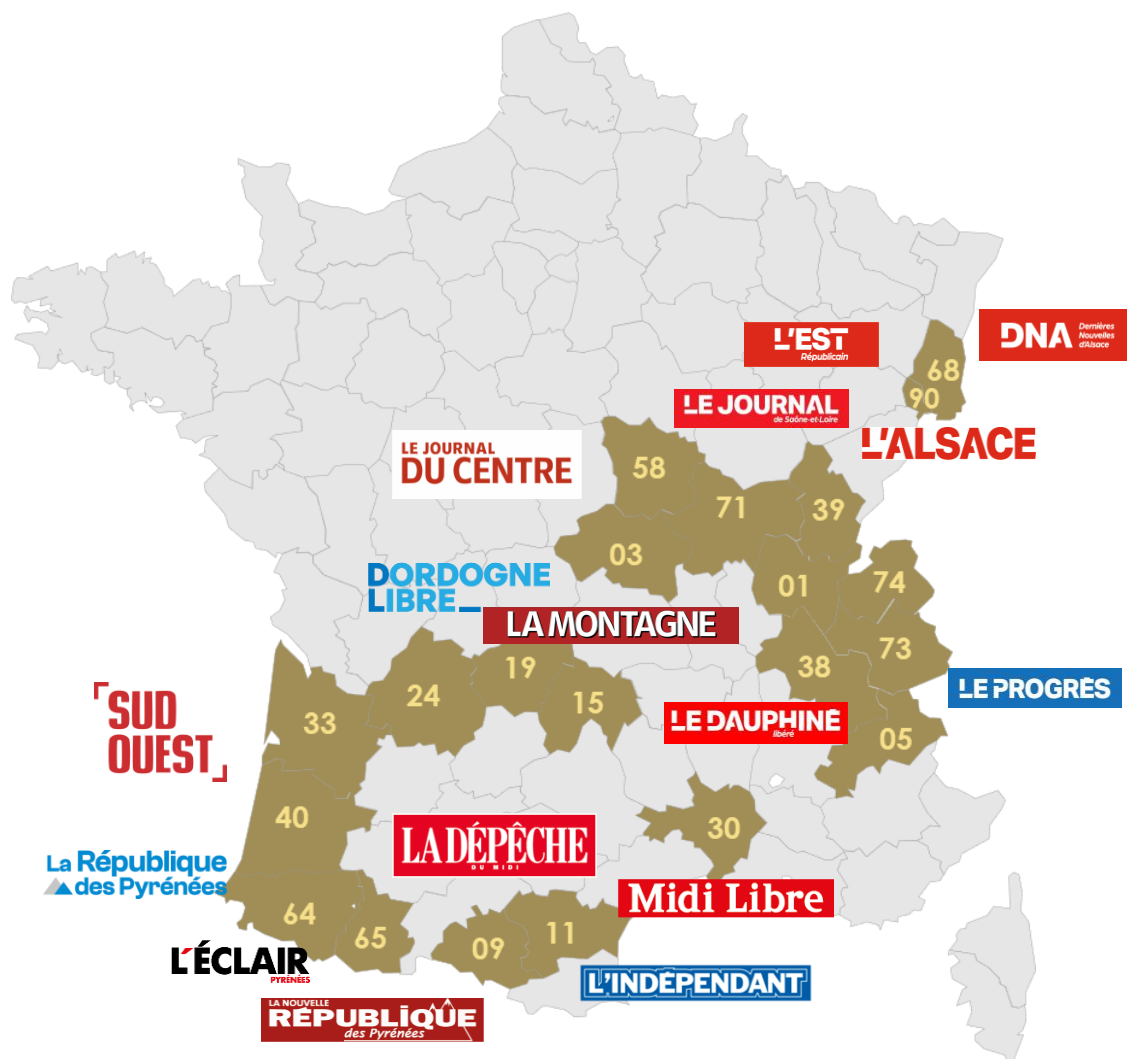 L'EST
Républicain
DNA
Dernières
Nouvelles
d'Alsace
68
90
LE JOURNAL
de Saône-et-Loire
L'ALSACE
LE JOURNAL
DU CENTRE
58
71
39
03
01
74
DORDOGNE
LIBRE
LA MONTAGNE
19
38
73
LE PROGRÈS
24
15
SUD
OUEST
33
LE DAUPHINÉ
libéré
05
40
30
LA DÉPÊCHE
DU MIDI
La République
des Pyrénées
Midi Libre
64
65
09
11
L'ÉCLAIR
PYRÉNÉES
L'INDÉPENDANT
LA NOUVELLE
RÉPUBLIQUE
des Pyrénées